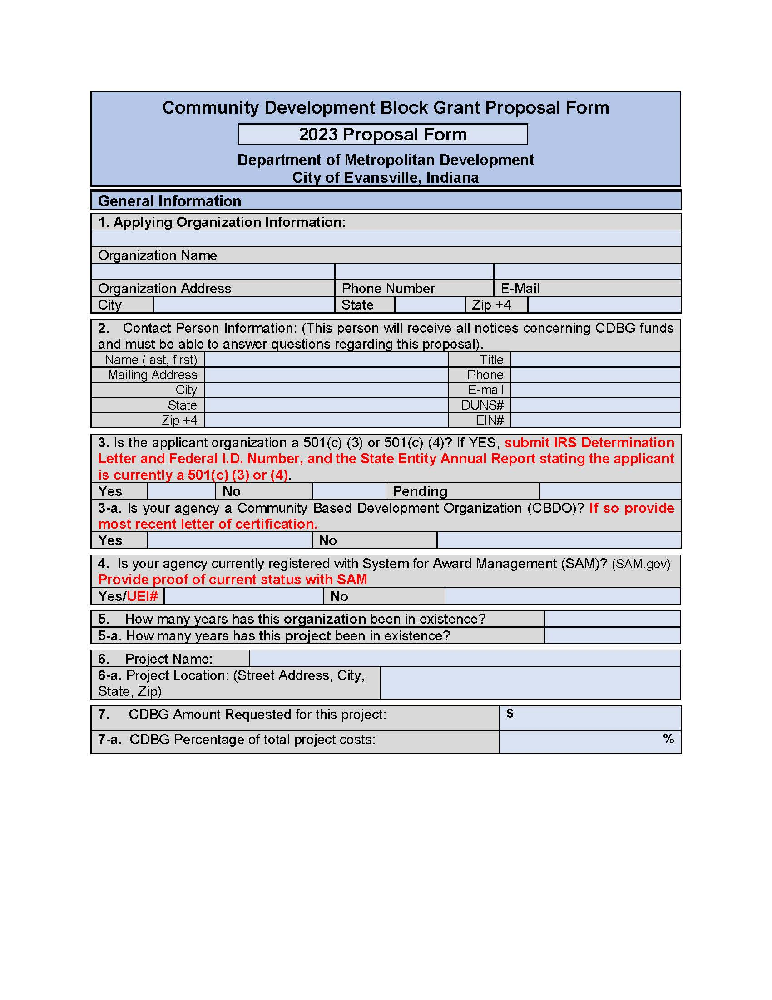 Community Development Block Grant Proposal Form
2023 Proposal Form
Department of Metropolitan Development
City of Evansville, Indiana
General Information
1. Applying Organization Information:
Organization Name
Organization Address Phone Number E-Mail
City State Zip +4
2. Contact Person Information: (This person will receive all notices concerning CDBG funds
and must be able to answer questions regarding this proposal).
Name (last, first) Title
Mailing Address Phone
City E-mail
State DUNS#
Zip +4 EIN#
3. Is the applicant organization a 501(c) (3) or 501(c) (4)? If YES, submit IRS Determination
Letter and Federal I.D. Number, and the State Entity Annual Report stating the applicant
is currently a 501(c) (3) or (4).
Yes No Pending
3-a. Is your agency a Community Based Development Organization (CBDO)? If so provide
most recent letter of certification.
Yes No
4. Is your agency currently registered with System for Award Management (SAM)? (SAM.gov)
Provide proof of current status with SAM
Yes/UEI# No
5. How many years has this organization been in existence?
5-a. How many years has this project been in existence?
6. Project Name:
6-a. Project Location: (Street Address, City,
State, Zip)
7. CDBG Amount Requested for this project: $
7-a. CDBG Percentage of total project costs: %